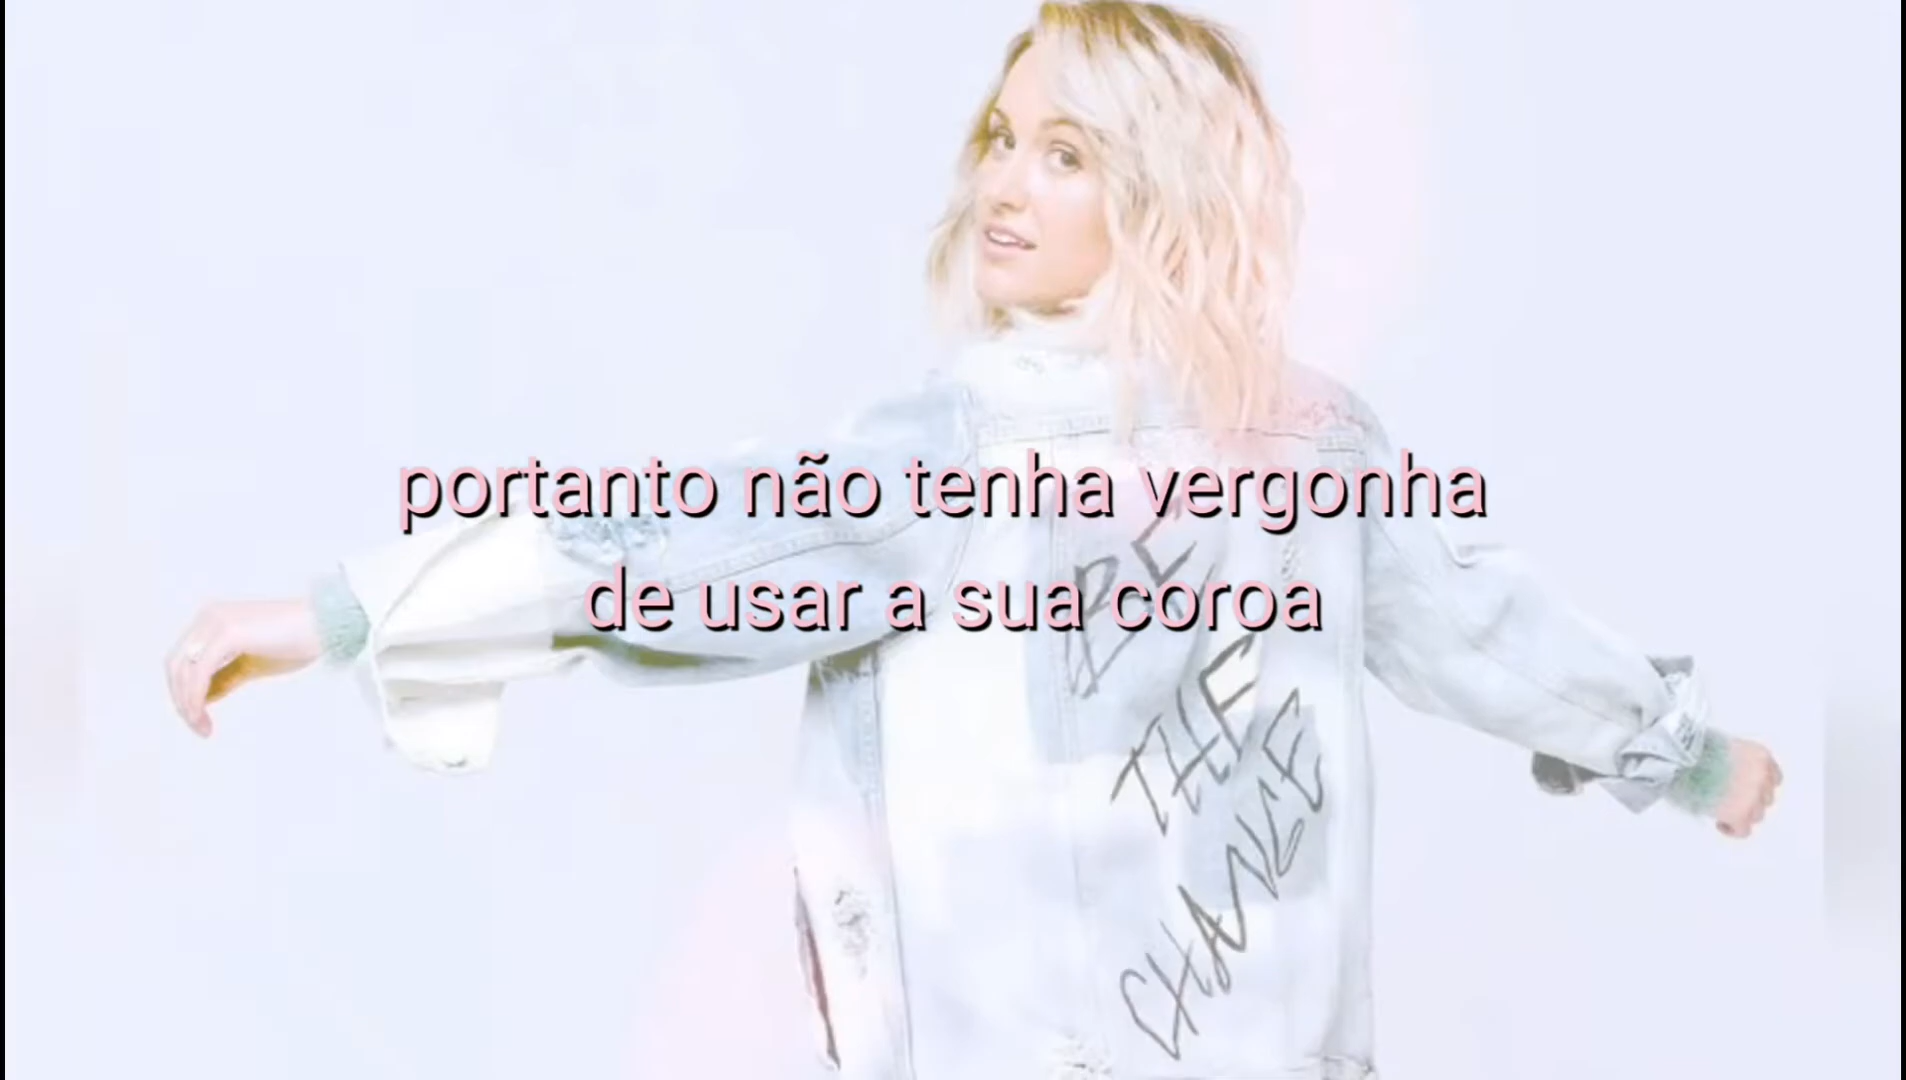 portanto não tenha vergonha
de usar a sua coroa
BE
THE
CHANGE